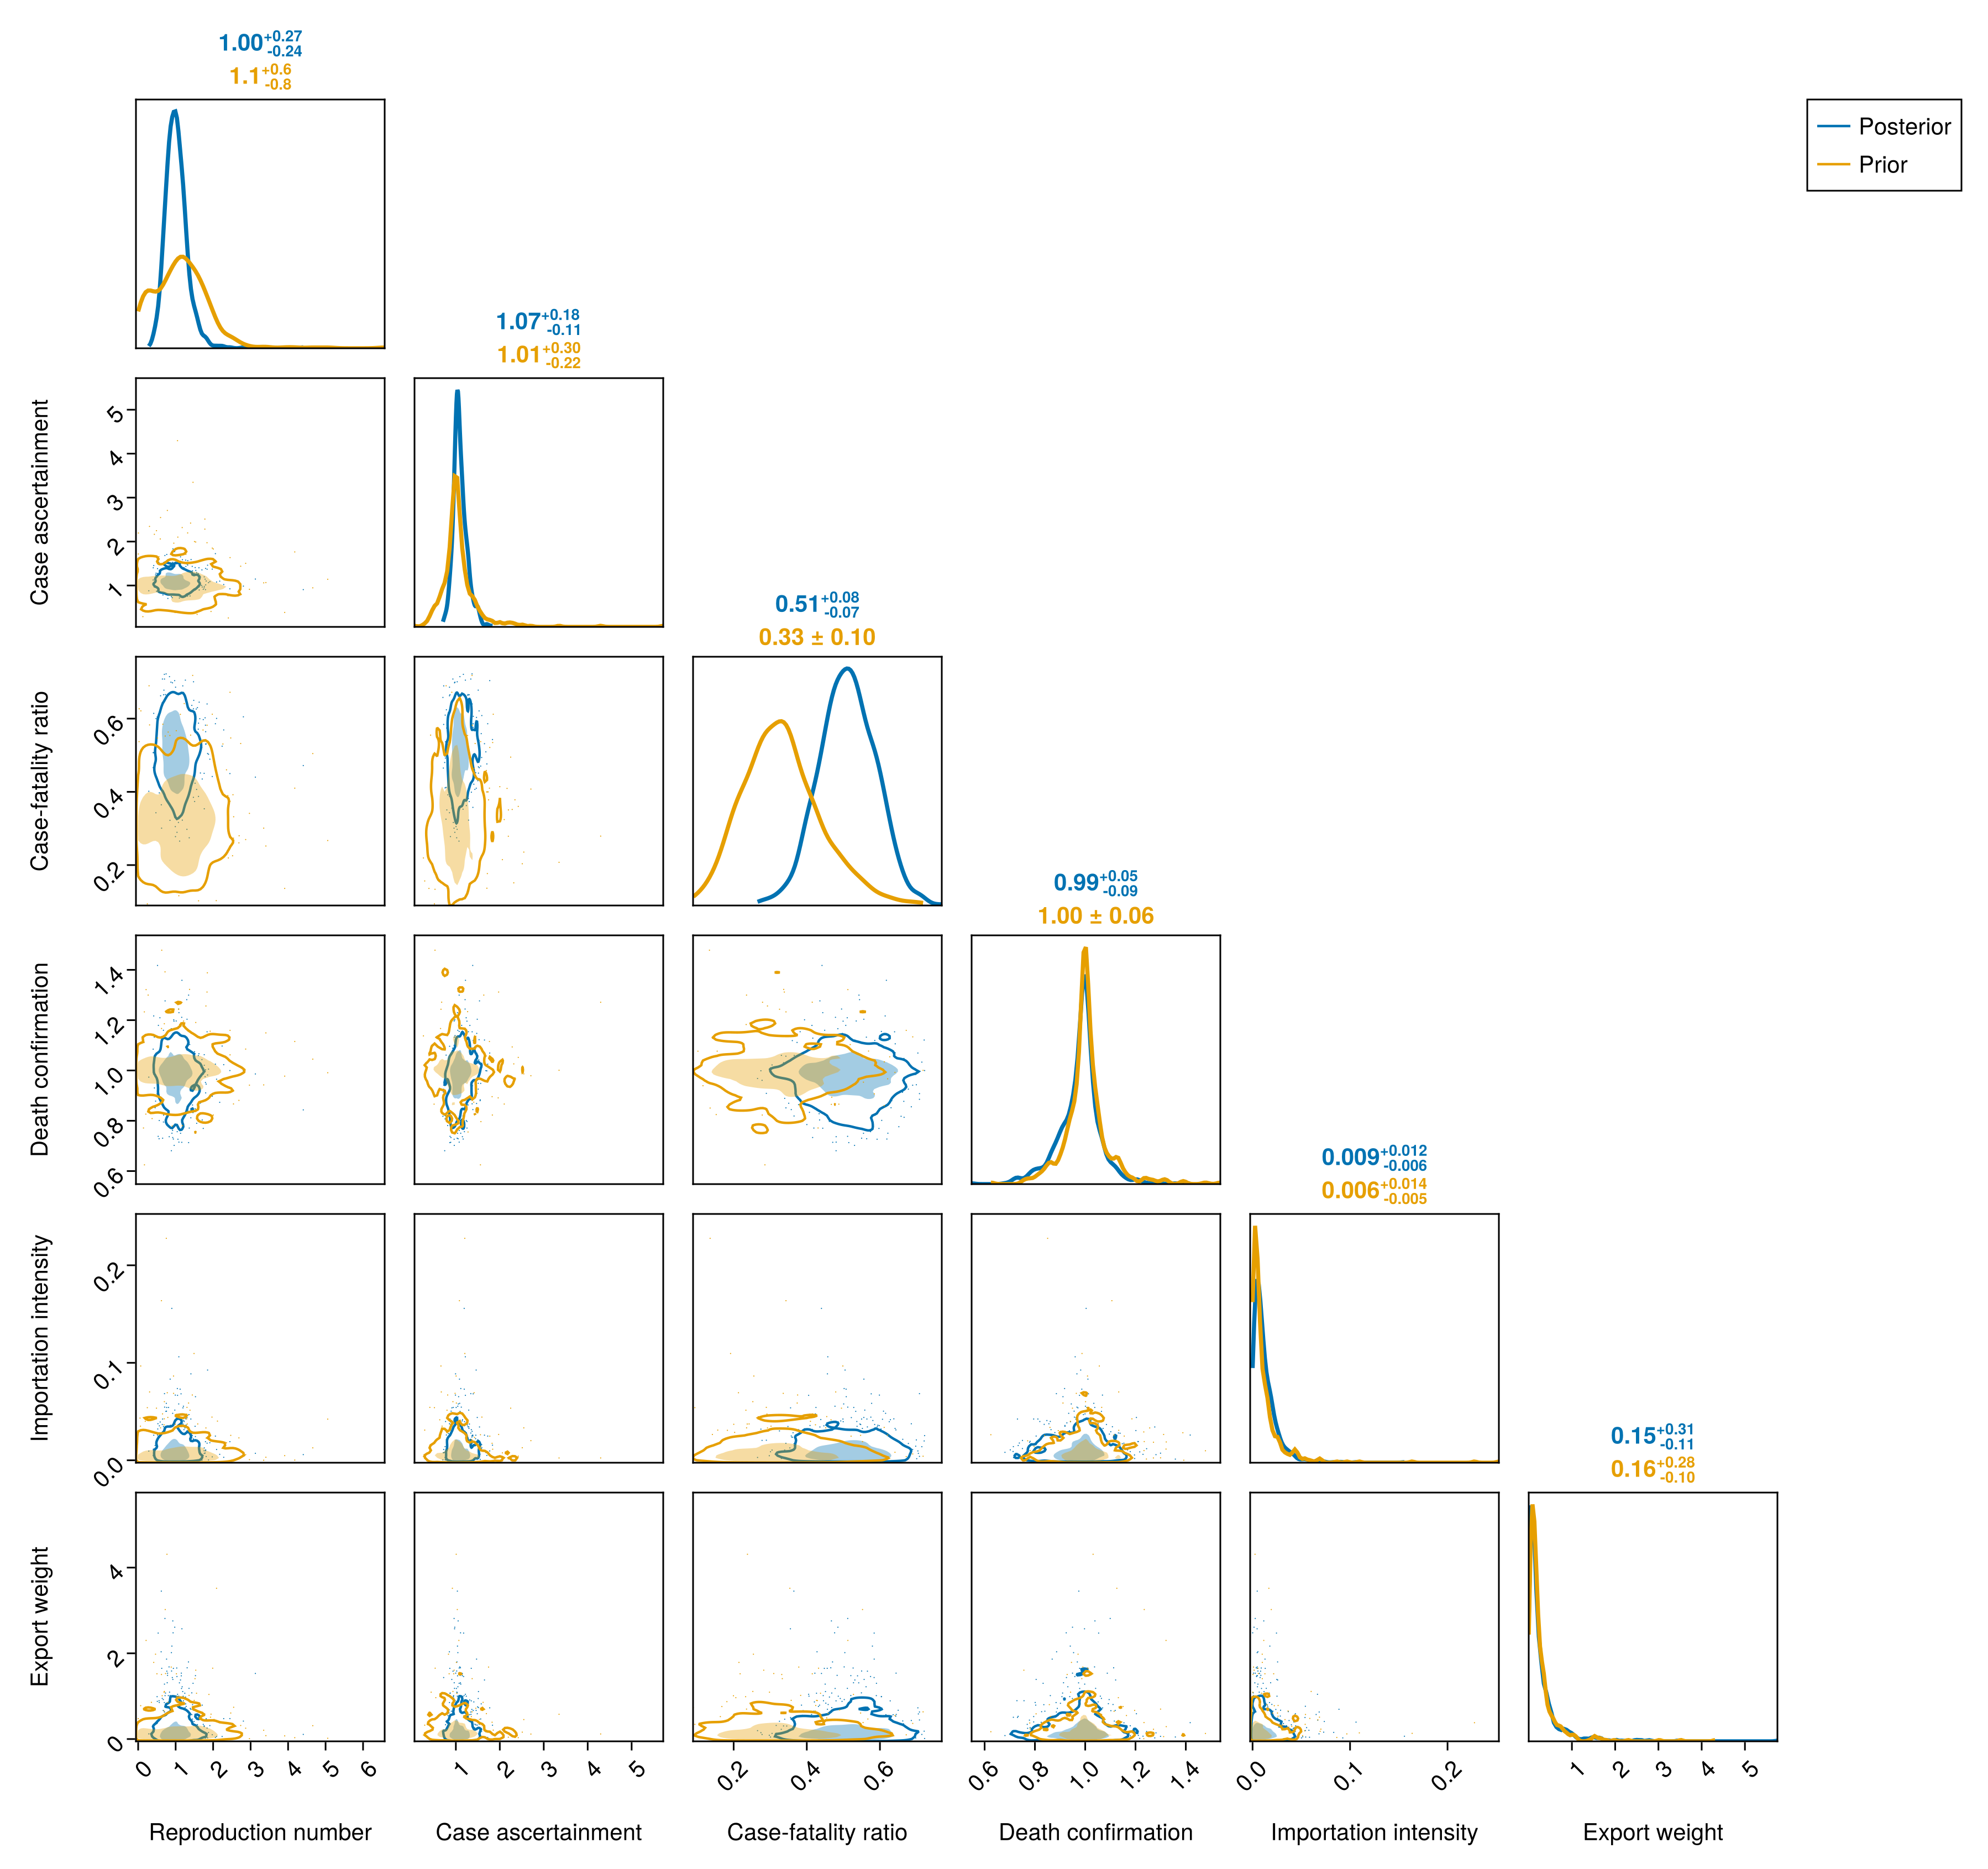 1.00+0.27-0.24
1.1+0.6-0.8
Posterior
Prior
1.07+0.18-0.11
1.01+0.30-0.22
Case ascertainment
5
4
3
2
1
0.51+0.08-0.07
0.33 ± 0.10
Case-fatality ratio
0.6
0.4
0.2
0.99+0.05-0.09
1.00 ± 0.06
Death confirmation
1.4
1.2
1.0
0.8
0.6
0.009+0.012-0.006
0.006+0.014-0.005
Importation intensity
0.2
0.1
0.0
0.15+0.31-0.11
0.16+0.28-0.10
Export weight
4
2
0
0 1 2 3 4 5 6
1 2 3 4 5
0.2 0.4 0.6
0.6 0.8 1.0 1.2 1.4
0.0 0.1 0.2
1 2 3 4 5
Reproduction number
Case ascertainment
Case-fatality ratio
Death confirmation
Importation intensity
Export weight